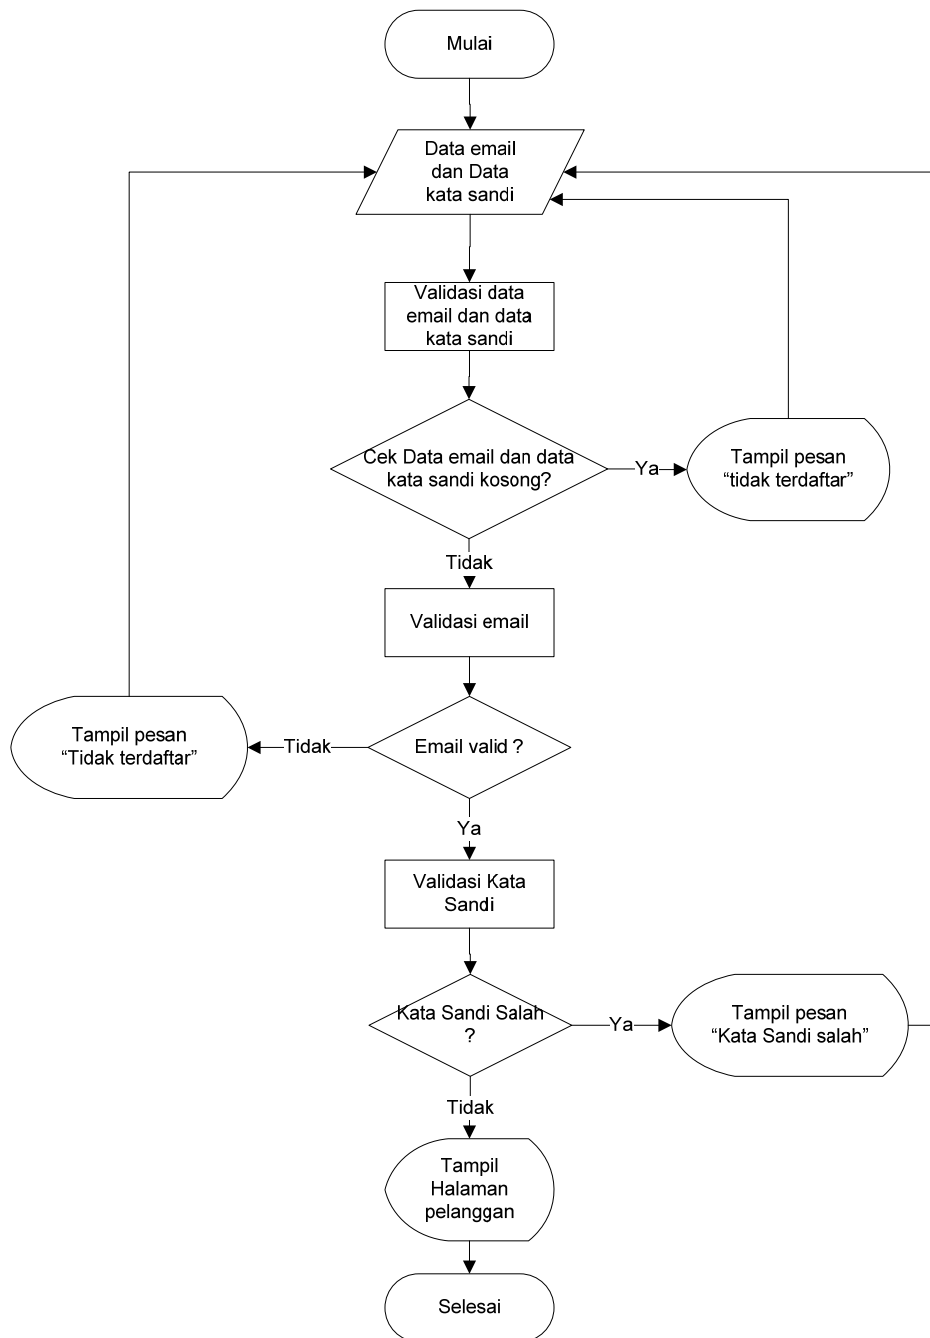 Mulai
Data email
dan Data
kata sandi
Validasi data
email dan data
kata sandi
Cek Data email dan data
kata sandi kosong?
Ya
Tampil pesan
“tidak terdaftar”
Tidak
Validasi email
Email valid ?
Tidak
Tampil pesan
“Tidak terdaftar”
Ya
Validasi Kata
Sandi
Kata Sandi Salah
?
Ya
Tampil pesan
“Kata Sandi salah”
Tidak
Tampil
Halaman
pelanggan
Selesai